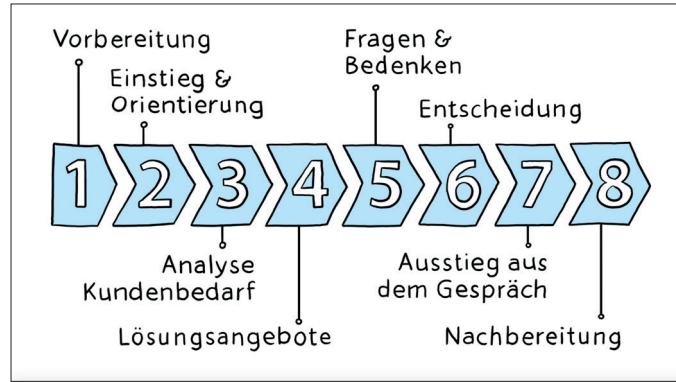 Vorbereitung
Einstieg &
Orientierung
Fragen &
Bedenken
Entscheidung
1 2 3 4 5 6 7 8
Analyse
Kundenbedarf
Lösungsangebote
Ausstieg aus
dem Gespräch
Nachbereitung